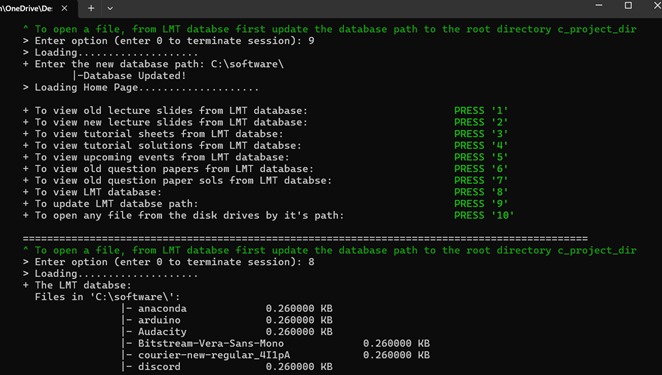 \OneDrive\De:
^ To open a file, from LMT databse first update the database path to the root directory c_project_dir
> Enter option (enter 0 to terminate session): 9
> Loading....................
+ Enter the new database path: C:\software\
|-Database Updated!
> Loading Home Page....................
+ To view old lecture slides from LMT database: PRESS '1'
+ To view new lecture slides from LMT database: PRESS '2'
+ To view tutorial sheets from LMT databse: PRESS '3'
+ To view tutorial solutions from LMT databse: PRESS '4'
+ To view upcoming events from LMT database: PRESS '5'
+ To view old question papers from LMT database: PRESS '6'
+ To view old question paper sols from LMT databse: PRESS '7'
+ To view LMT database: PRESS '8'
+ To update LMT databse path: PRESS '9'
+ To open any file from the disk drives by it's path: PRESS '10'
==============================================================================================
^ To open a file, from LMT databse first update the database path to the root directory c_project_dir
> Enter option (enter 0 to terminate session): 8
> Loading....................
+ The LMT databse:
Files in 'C:\software\':
|- anaconda 0.260000 KB
|- arduino 0.260000 KB
|- Audacity 0.260000 KB
|- Bitstream-Vera-Sans-Mono 0.260000 KB
|- courier-new-regular_4I1pA 0.260000 KB
|- discord 0.260000 KB